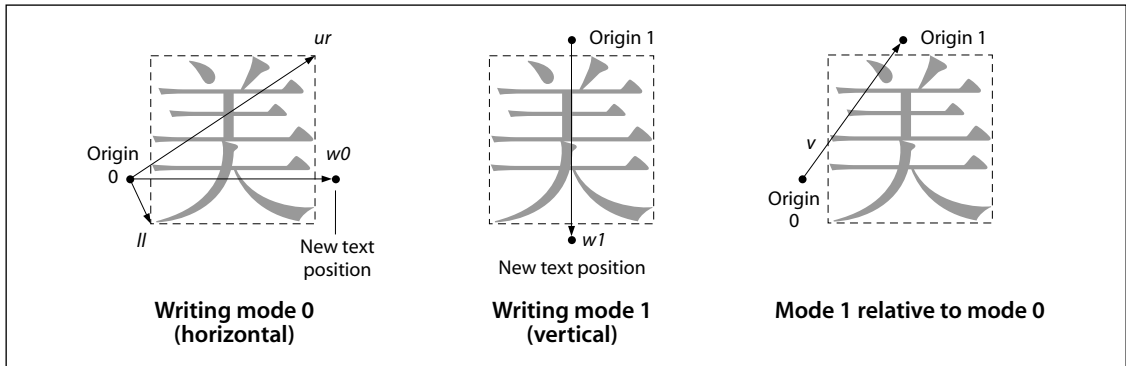 ur
Origin
0
w0
ll
New text
position
美
Writing mode 0
(horizontal)
Origin 1
美
w1
New text position
Writing mode 1
(vertical)
Origin 1
v
Origin
0
美
Mode 1 relative to mode 0